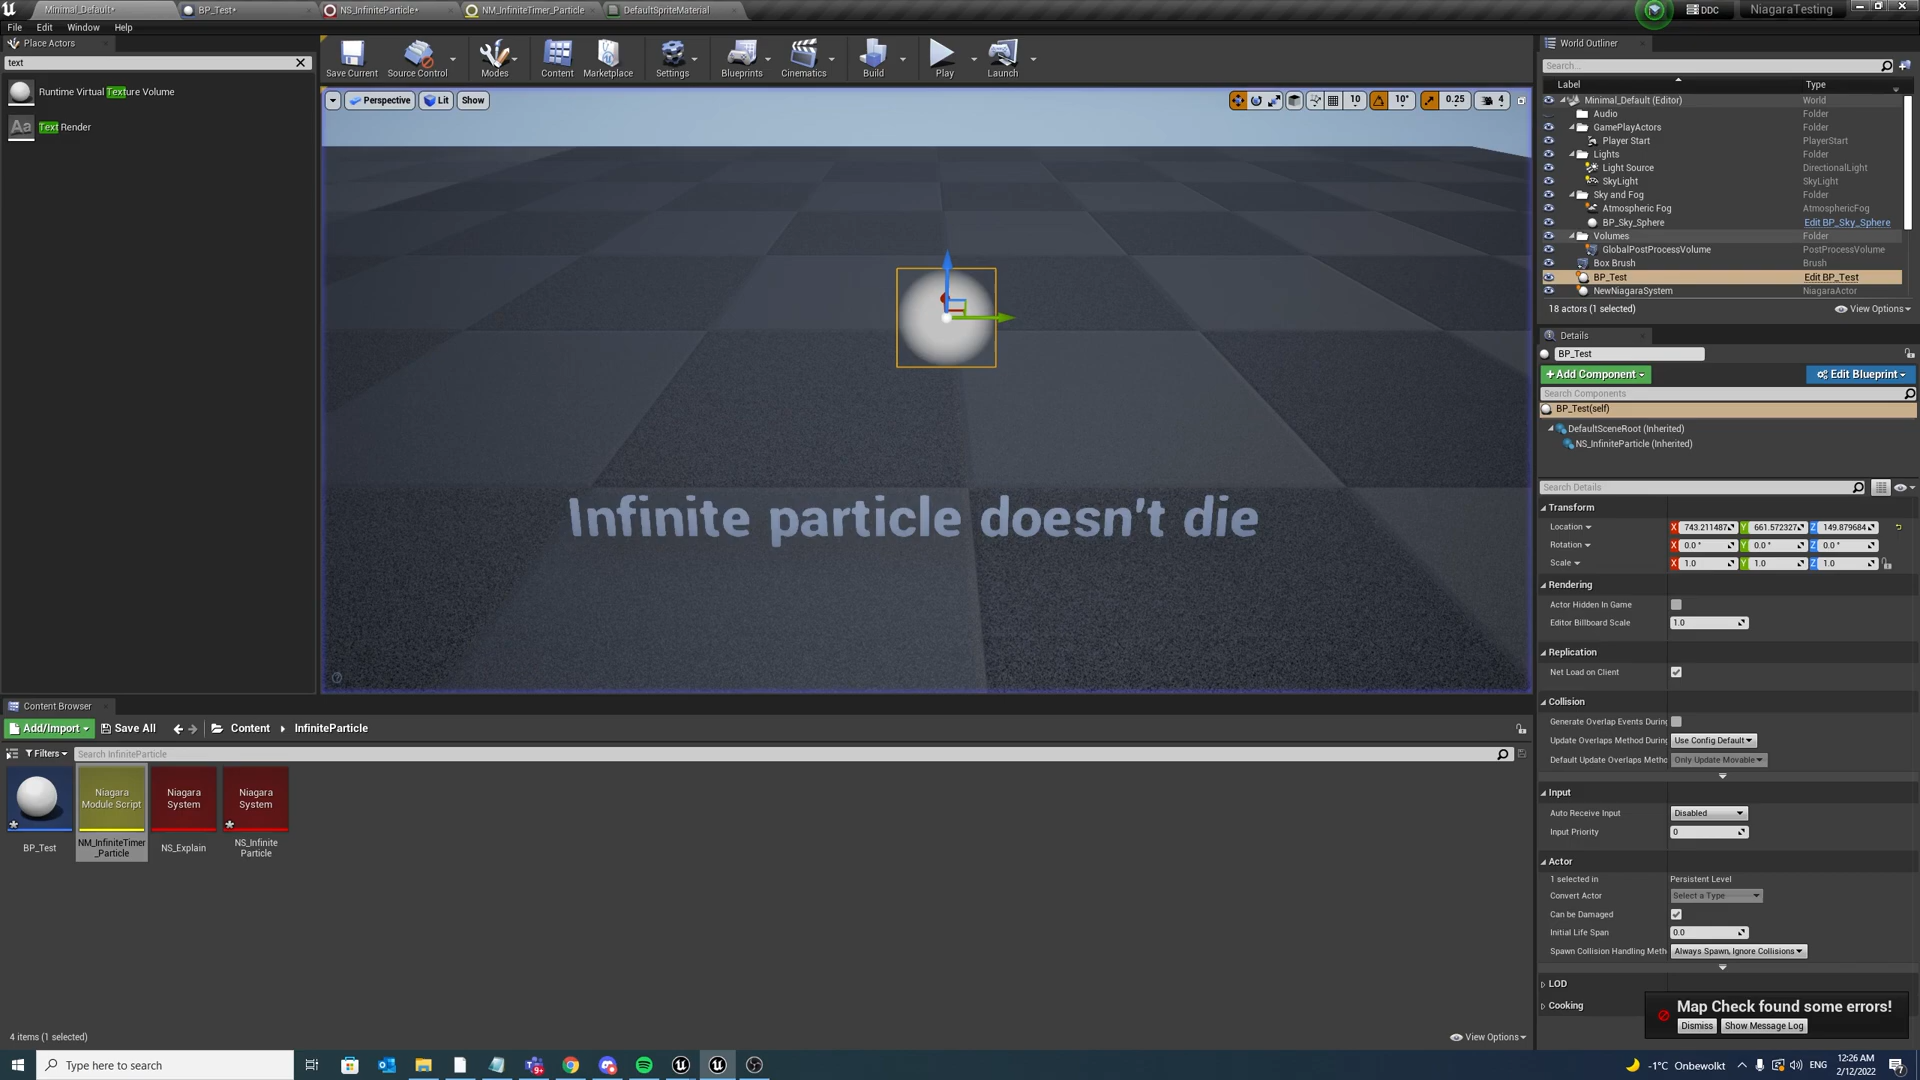 Minimal_Default*
BP_Test*
NS_InfiniteParticle*
NM_InfiniteTimer_Particle
DefaultSpriteMaterial
DDC
NiagaraTesting
File
Edit
Window
Help
Place Actors
text
Runtime Virtual Texture Volume
Aa Text Render
Save Current
Source Control
Modes
Content
Marketplace
Settings
Blueprints
Cinematics
Build
Play
Launch
Perspective
Lit
Show
10
10°
0.25
4
Infinite particle doesn't die
World Outliner
Search...
Label
Type
Minimal_Default (Editor)
World
Audio
Folder
GamePlayActors
Folder
Player Start
PlayerStart
Lights
Folder
Light Source
DirectionalLight
SkyLight
SkyLight
Sky and Fog
Folder
Atmospheric Fog
AtmosphericFog
BP_Sky_Sphere
Edit BP_Sky_Sphere
Volumes
Folder
GlobalPostProcessVolume
PostProcessVolume
Box Brush
Brush
BP_Test
Edit BP_Test
NewNiagaraSystem
NiagaraActor
18 actors (1 selected)
View Options
Details
BP_Test
+Add Component
Edit Blueprint
Search Components
BP_Test(self)
DefaultSceneRoot (Inherited)
NS_InfiniteParticle (Inherited)
Search Details
Transform
Location
X 743.211487
Y 661.572327
Z 149.879684
Rotation
X 0.0 °
Y 0.0 °
Z 0.0 °
Scale
X 1.0
Y 1.0
Z 1.0
Rendering
Actor Hidden In Game
Editor Billboard Scale
1.0
Replication
Net Load on Client
Collision
Generate Overlap Events During
Update Overlaps Method During
Use Config Default
Default Update Overlaps Metho
Only Update Movable
Input
Auto Receive Input
Disabled
Input Priority
0
Actor
1 selected in
Persistent Level
Convert Actor
Select a Type
Can be Damaged
Initial Life Span
0.0
Spawn Collision Handling Meth
Always Spawn, Ignore Collisions
LOD
Cooking
Map Check found some errors!
Dismiss
Show Message Log
Content Browser
Add/Import
Save All
Content
InfiniteParticle
Filters
Search InfiniteParticle
Niagara
Module Script
Niagara
System
Niagara
System
BP_Test
NM_InfiniteTimer
_Particle
NS_Explain
NS_Infinite
Particle
4 items (1 selected)
View Options
Type here to search
-1°C Onbewolkt
ENG
12:26 AM
2/12/2022